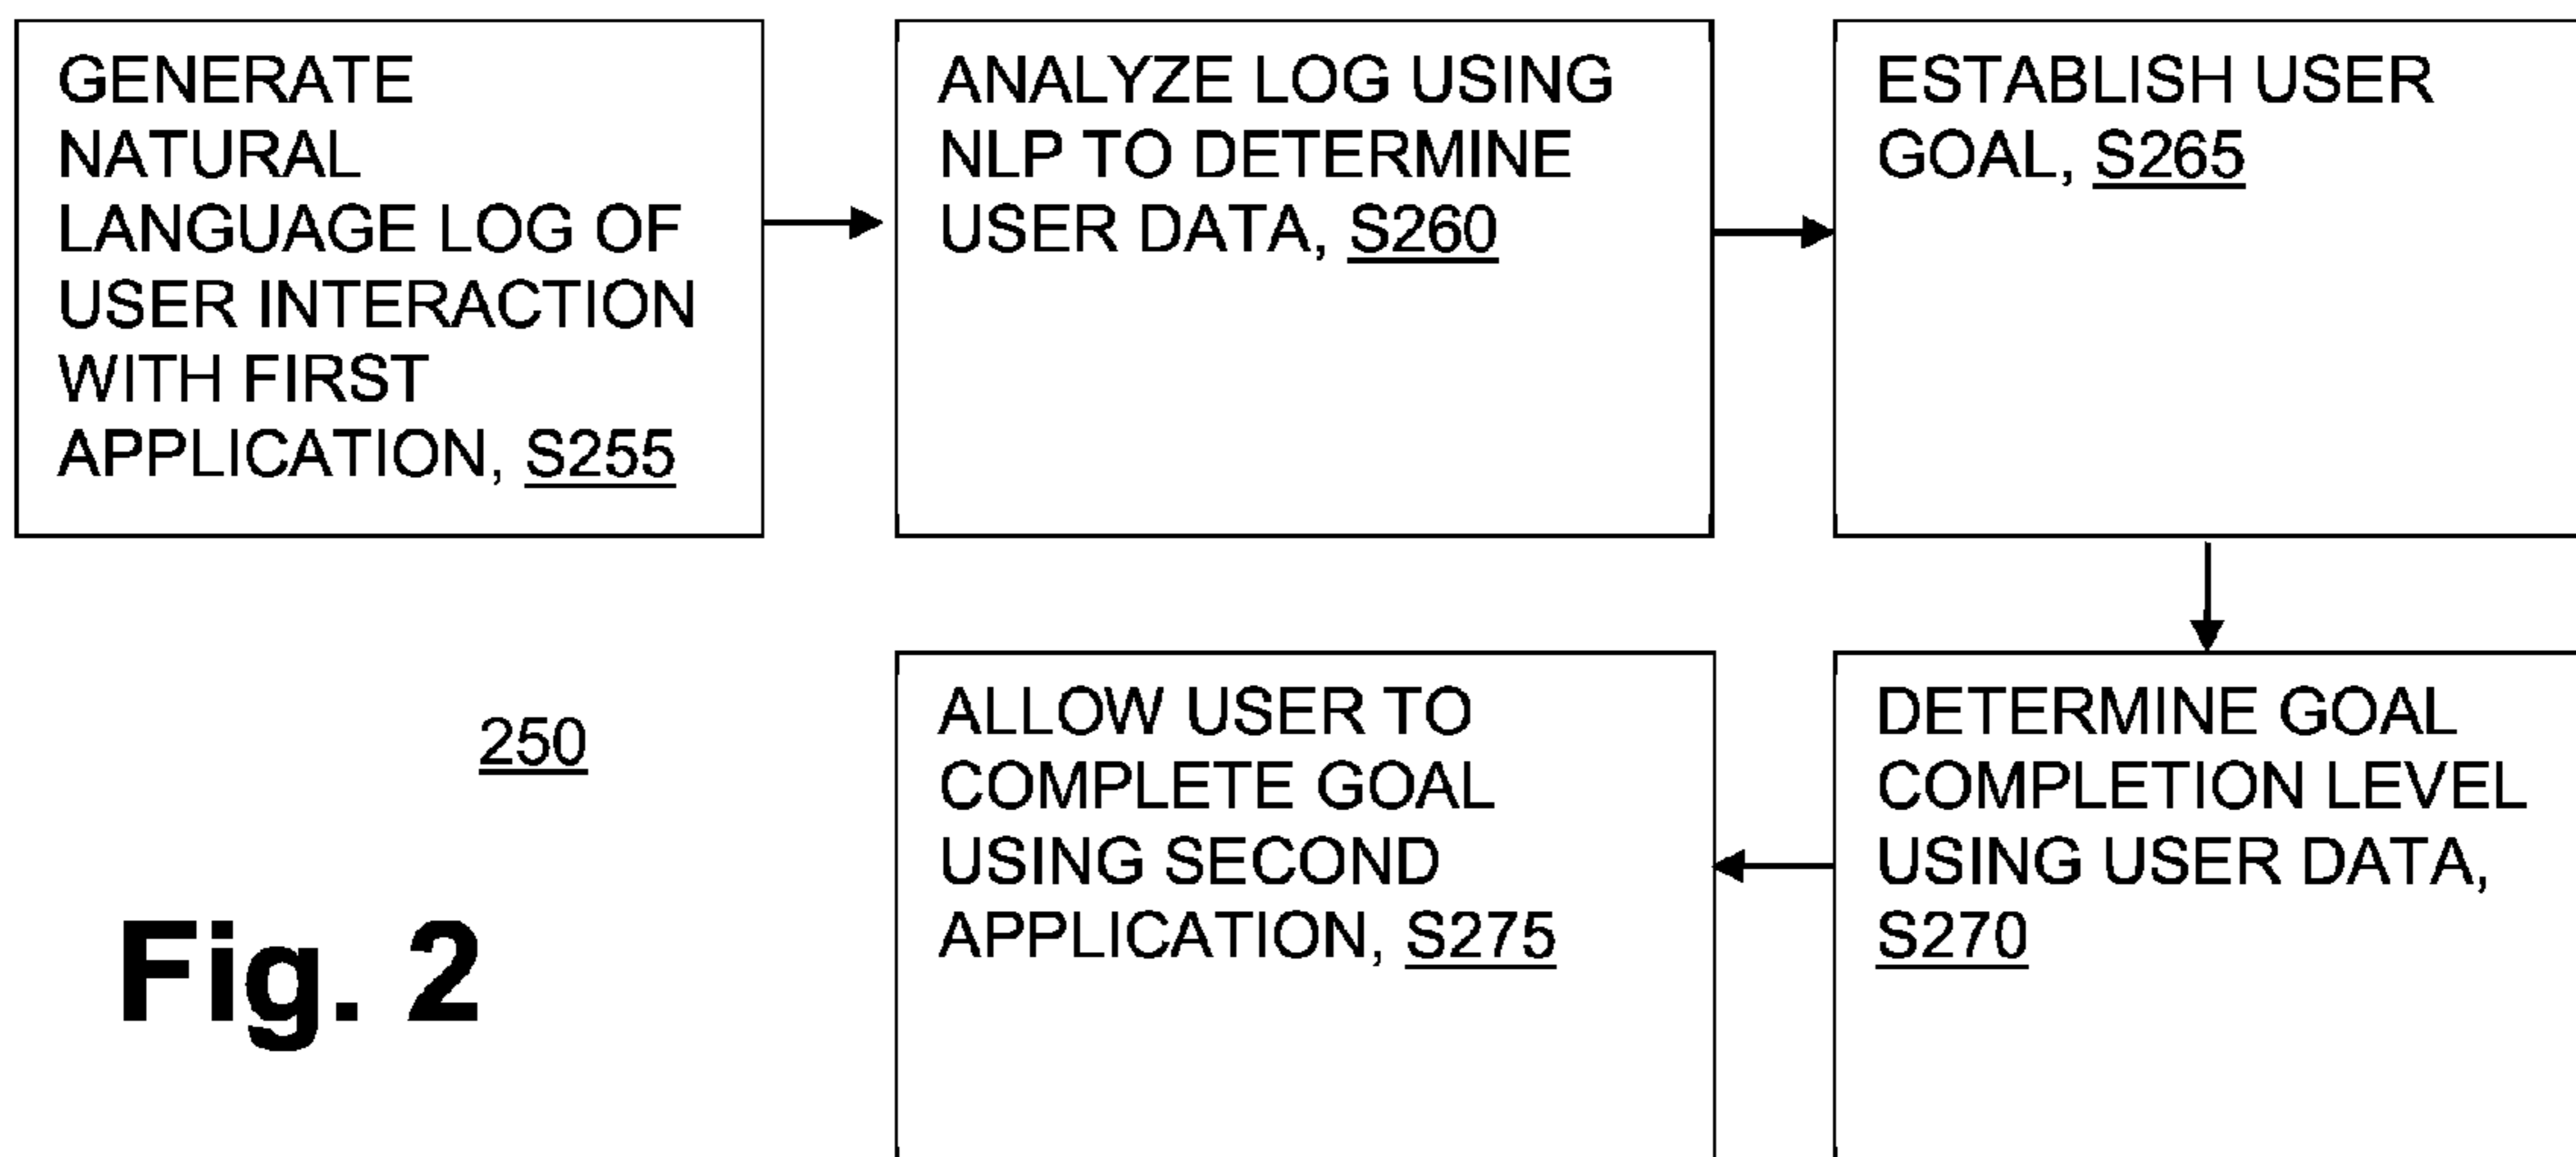 GENERATE
NATURAL
LANGUAGE LOG OF
USER INTERACTION
WITH FIRST
APPLICATION, S255
ANALYZE LOG USING
NLP TO DETERMINE
USER DATA, S260
ESTABLISH USER
GOAL, S265
DETERMINE GOAL
COMPLETION LEVEL
USING USER DATA,
S270
ALLOW USER TO
COMPLETE GOAL
USING SECOND
APPLICATION, S275
250
Fig. 2